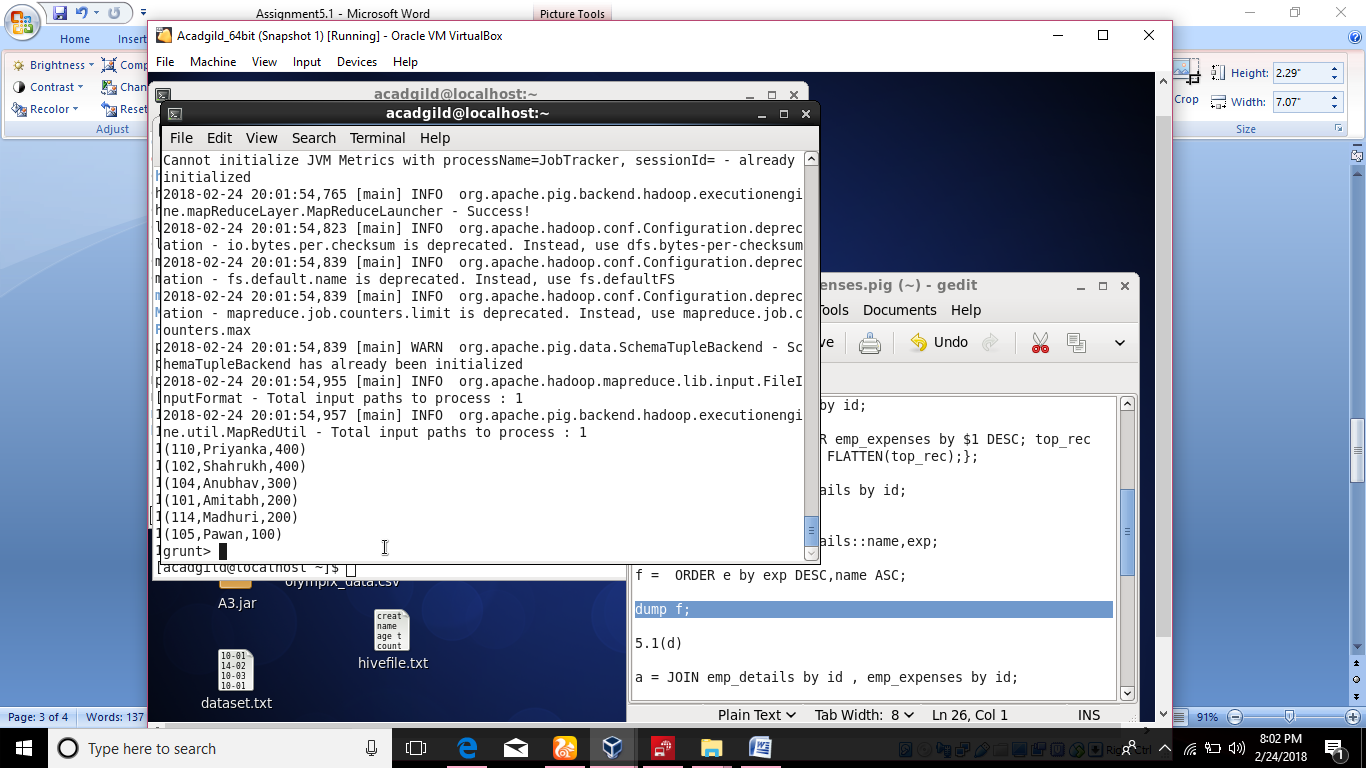 Assignment5.1 - Microsoft Word
Picture Tools
Home
Insert
Brightness
Contrast
Recolor
Reset
Adjust
Height:
2.29"
Width:
7.07"
Crop
Size
Acadgild_64bit (Snapshot 1) [Running] - Oracle VM VirtualBox
File Machine View Input Devices Help
acadgild@localhost:~
acadgild@localhost:~
File Edit View Search Terminal Help
Cannot initialize JVM Metrics with processName=JobTracker, sessionId= - already
initialized
2018-02-24 20:01:54,765 [main] INFO  org.apache.pig.backend.hadoop.executionengi
ne.mapReduceLayer.MapReduceLauncher - Success!
2018-02-24 20:01:54,823 [main] INFO  org.apache.hadoop.conf.Configuration.deprec
ation - io.bytes.per.checksum is deprecated. Instead, use dfs.bytes-per-checksum
2018-02-24 20:01:54,839 [main] INFO  org.apache.hadoop.conf.Configuration.deprec
ation - fs.default.name is deprecated. Instead, use fs.defaultFS
2018-02-24 20:01:54,839 [main] INFO  org.apache.hadoop.conf.Configuration.deprec
ation - mapreduce.job.counters.limit is deprecated. Instead, use mapreduce.job.c
ounters.max
2018-02-24 20:01:54,839 [main] WARN  org.apache.pig.data.SchemaTupleBackend - Sc
hemaTupleBackend has already been initialized
2018-02-24 20:01:54,955 [main] INFO  org.apache.hadoop.mapreduce.lib.input.FileI
nputFormat - Total input paths to process : 1
2018-02-24 20:01:54,957 [main] INFO  org.apache.pig.backend.hadoop.executionengi
ne.util.MapRedUtil - Total input paths to process : 1
(110,Priyanka,400)
(102,Shahrukh,400)
(104,Anubhav,300)
(101,Amitabh,200)
(114,Madhuri,200)
(105,Pawan,100)
grunt>
[acadgild@localhost ~]$
enses.pig (~) - gedit
Tools Documents Help
Undo
by id;
R emp_expenses by $1 DESC; top_rec
FLATTEN(top_rec);};
ails by id;
ails::name,exp;
f =  ORDER e by exp DESC,name ASC;
dump f;
5.1(d)
a = JOIN emp_details by id , emp_expenses by id;
Plain Text Tab Width: 8 Ln 26, Col 1 INS
A3.jar
olympix_data.csv
creat
name
age t
count
hivefile.txt
10-01
14-02
10-03
10-01
dataset.txt
Page: 3 of 4 Words: 137
91%
Type here to search
8:02 PM
2/24/2018